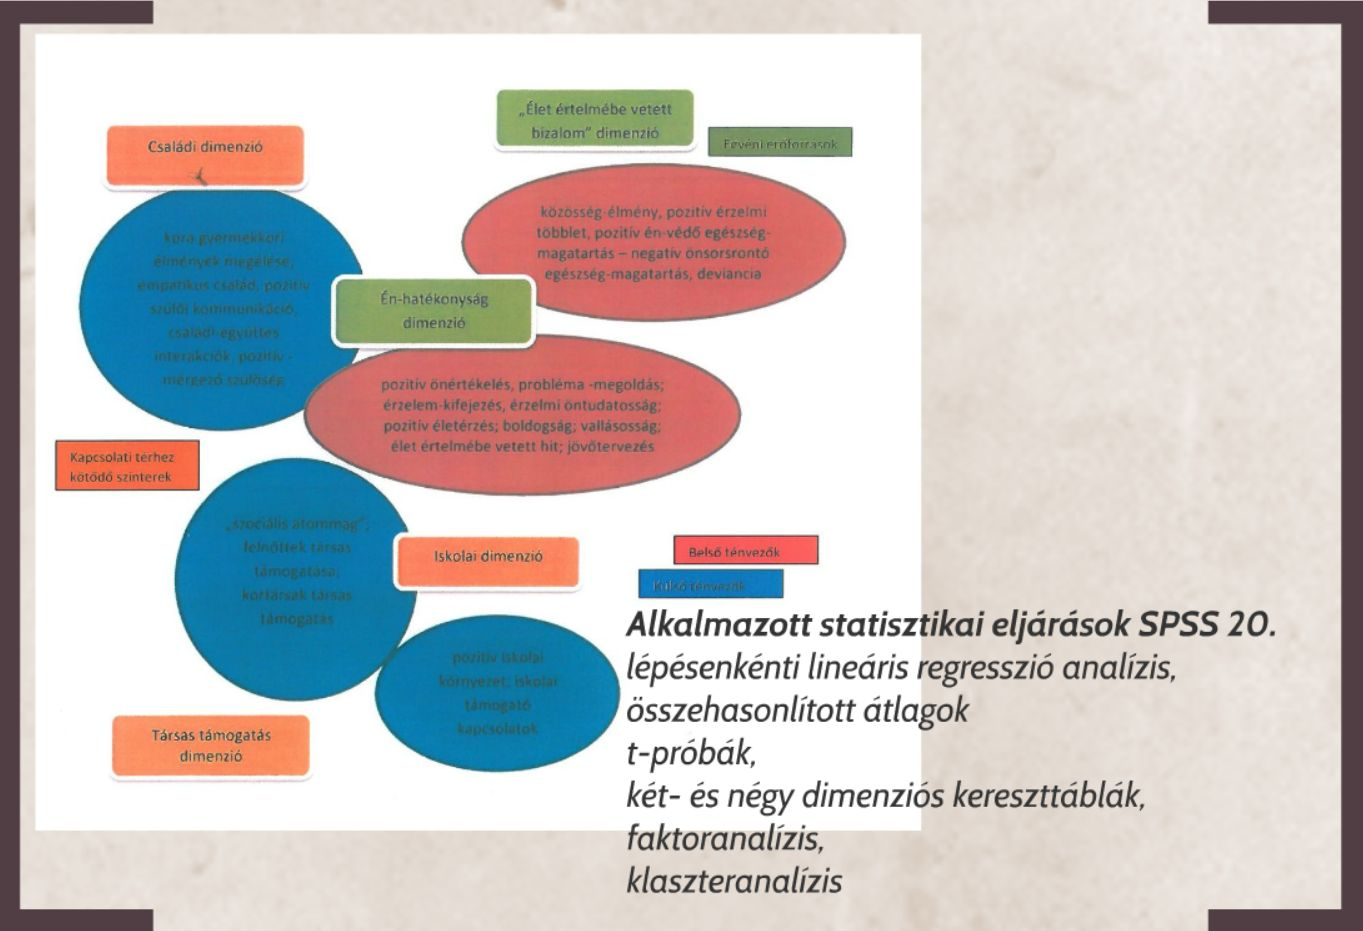 „Élet értelmébe vetett
bizalom” dimenzió
Egyéni erőforrások
Családi dimenzió
közösség-élmény, pozitív érzelmi
többlet, pozitív én-védő egészség-
magatartás – negatív önsorsrontó
egészség-magatartás, deviancia
kora gyermekkori
élmények megélése,
empatikus család, pozitív
szülői kommunikáció,
családi együttes
interakciók, pozitív -
mérgező szülőség
Én-hatékonyság
dimenzió
pozitív önértékelés, probléma -megoldás;
érzelem-kifejezés, érzelmi öntudatosság;
pozitív életérzés; boldogság; vallásosság;
élet értelmébe vetett hit; jövőtervezés
Kapcsolati térhez
kötődő színterek
„szociális atommag”;
felnőttek társas
támogatása;
kortársak társas
támogatás
Iskolai dimenzió
Belső tényezők
Külső tényezők
pozitív iskolai
környezet; iskolai
támogató
kapcsolatok
Társas támogatás
dimenzió
Alkalmazott statisztikai eljárások SPSS 20.
lépésenkénti lineáris regresszió analízis,
összehasonlított átlagok
t-próbák,
két- és négy dimenziós kereszttáblák,
faktoranalízis,
klaszteranalízis